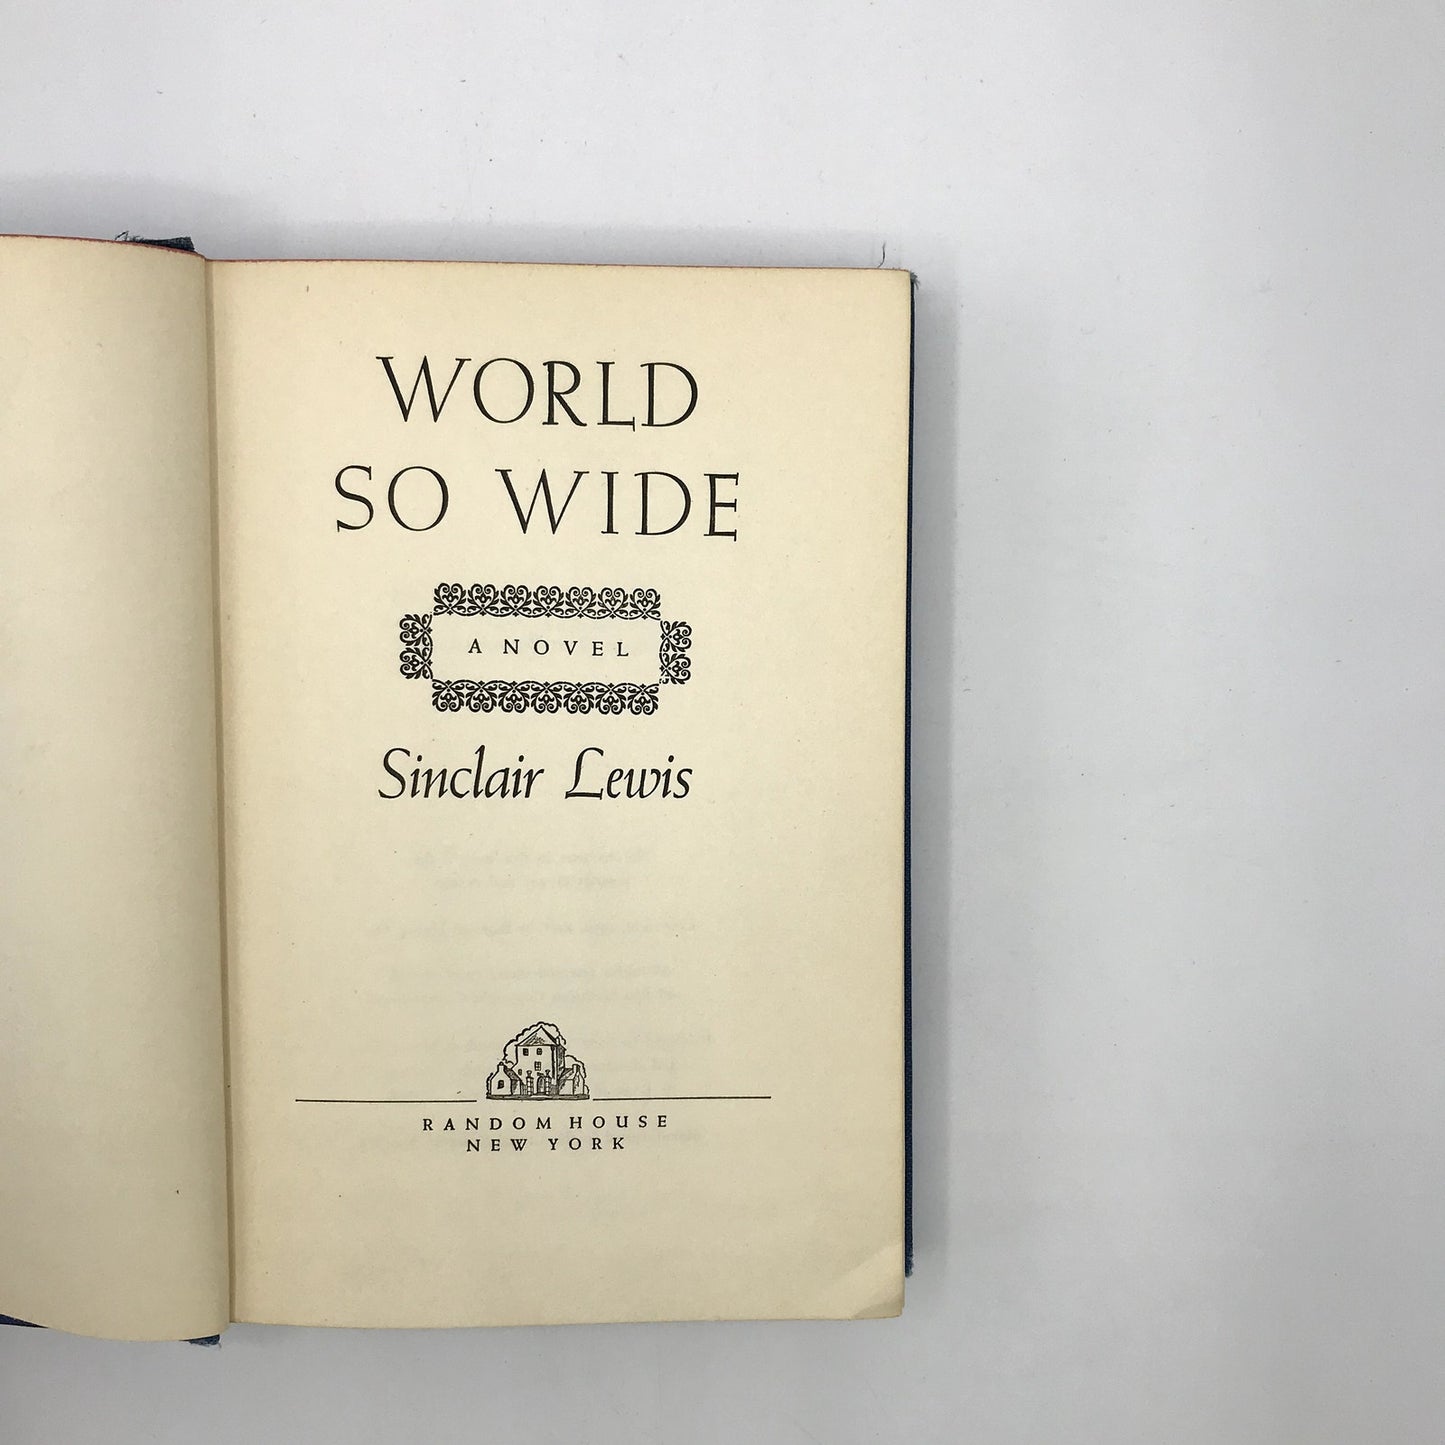 WORLD
SO WIDE
A NOVEL
Sinclair Lewis
RANDOM HOUSE
NEW YORK